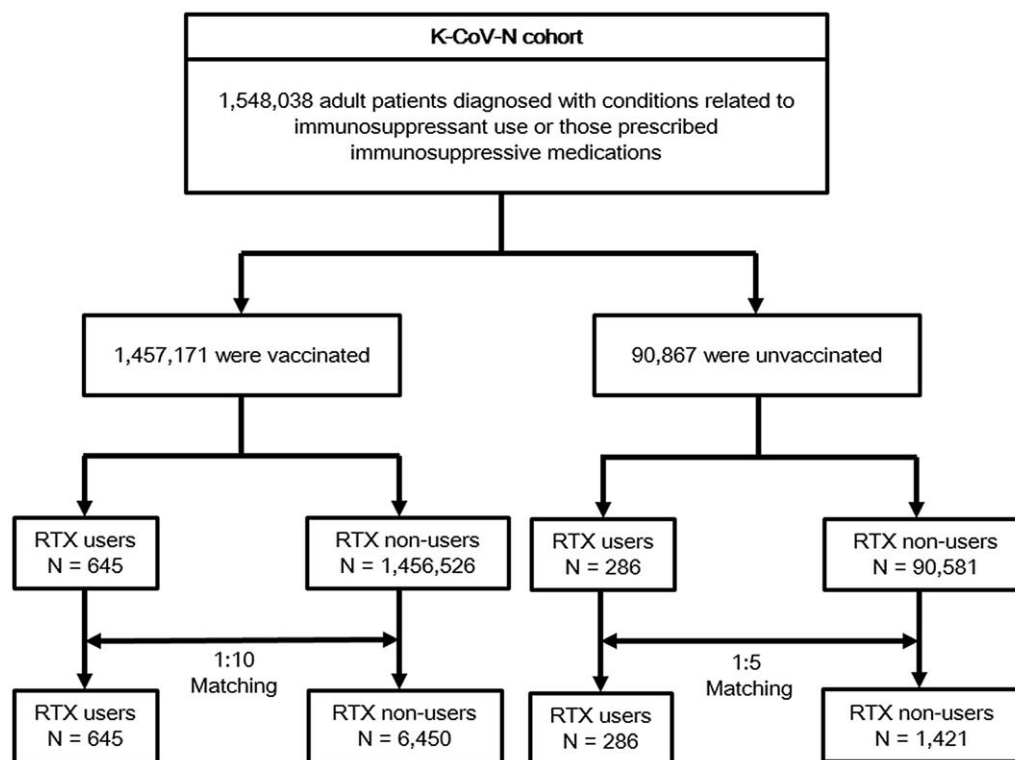 K-CoV-N cohort
1,548,038 adult patients diagnosed with conditions related to
immunosuppressant use or those prescribed
immunosuppressive medications
1,457,171 were vaccinated
90,867 were unvaccinated
RTX users
N = 645
RTX non-users
N = 1,456,526
RTX users
N = 286
RTX non-users
N = 90,581
1:10
Matching
1:5
Matching
RTX users
N = 645
RTX non-users
N = 6,450
RTX users
N = 286
RTX non-users
N = 1,421